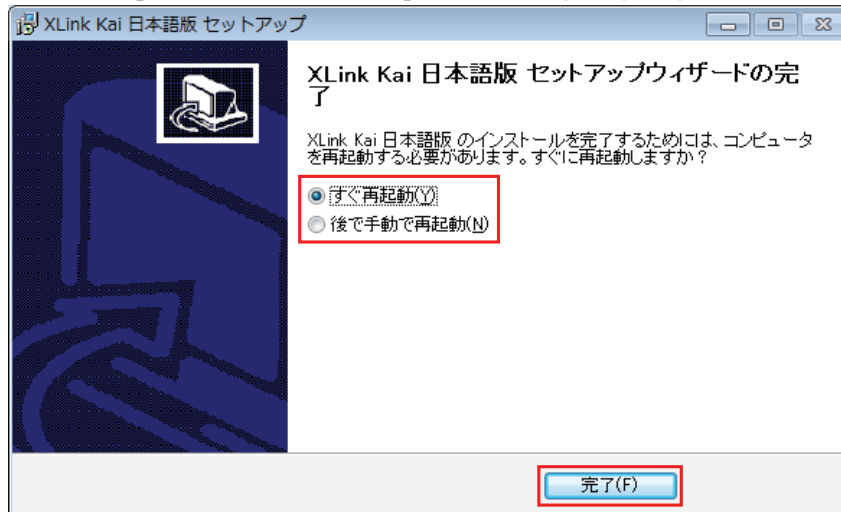 XLink Kai 日本語版 セットアップ
XLink Kai 日本語版 セットアップウィザードの完
了
XLink Kai 日本語版 のインストールを完了するためには、コンピュータ
を再起動する必要があります。すぐに再起動しますか？
すぐ再起動(Y)
後で手動で再起動(N)
完了(F)